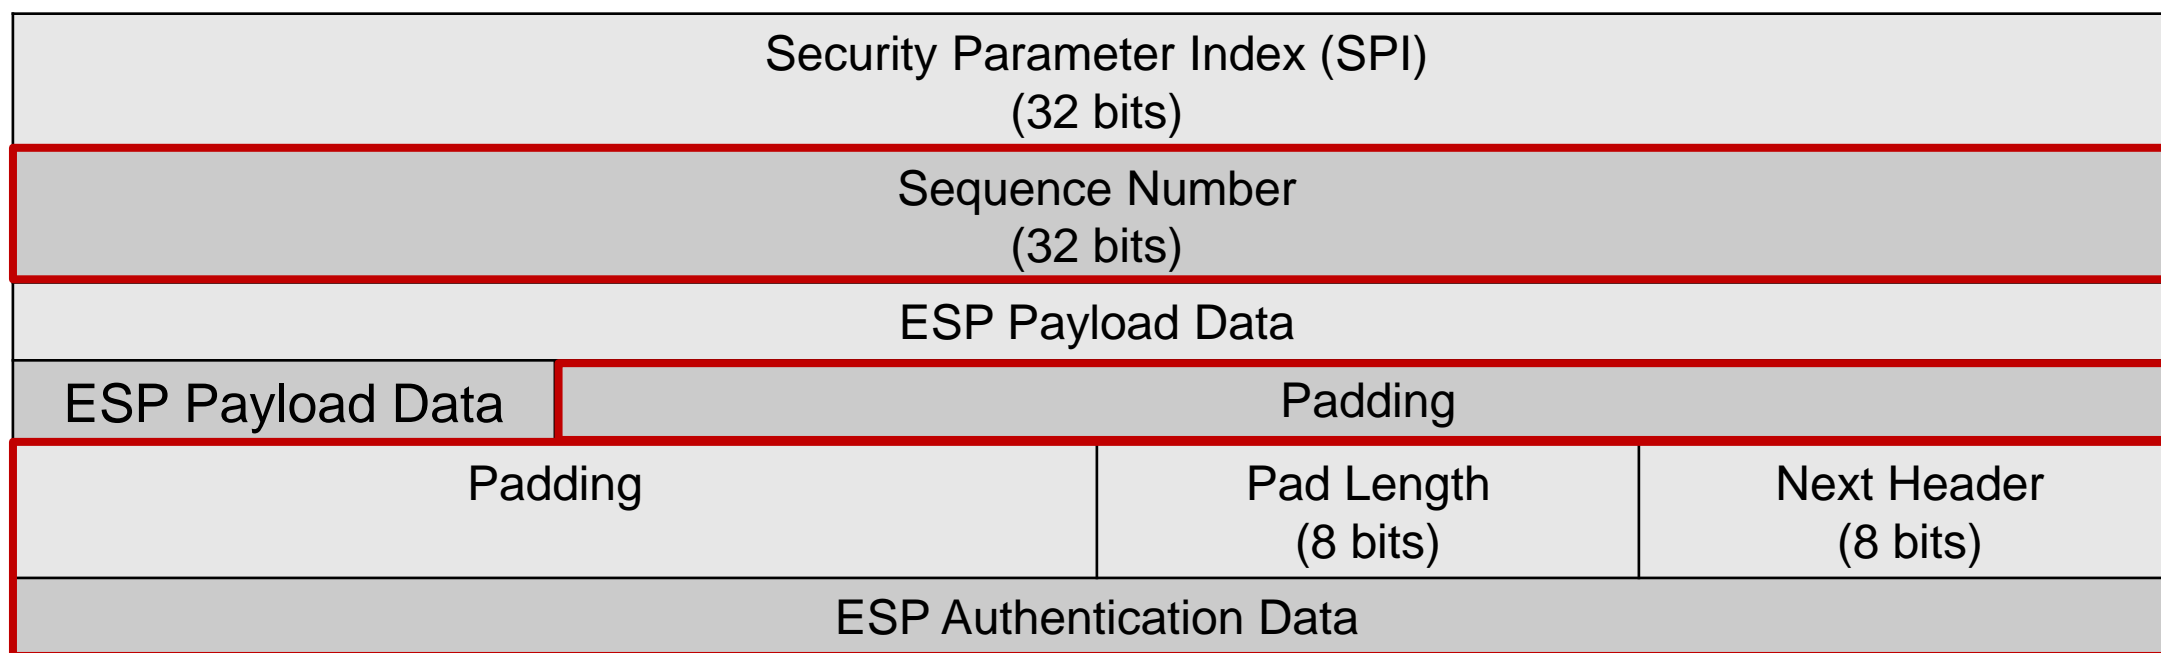 Security Parameter Index (SPI)
(32 bits)
Sequence Number
(32 bits)
ESP Payload Data
ESP Payload Data
Padding
Padding
Pad Length
(8 bits)
Next Header
(8 bits)
ESP Authentication Data